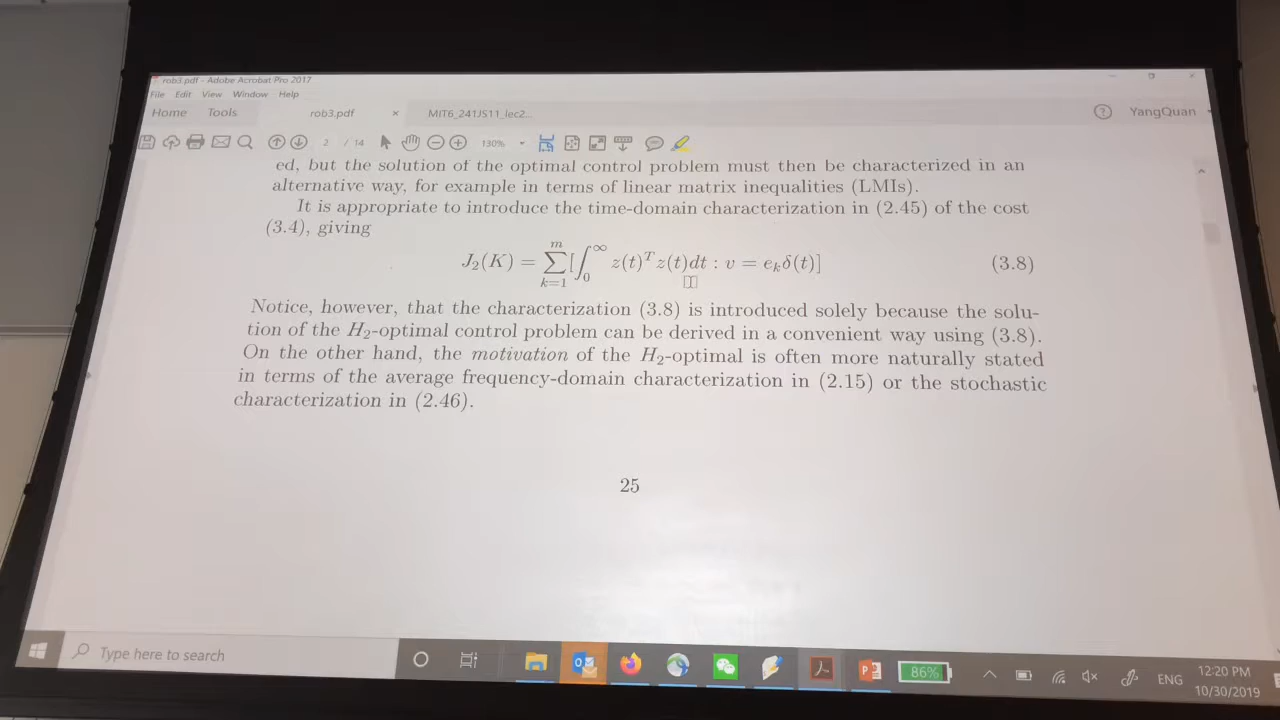 rob3.pdf - Adobe Acrobat Pro 2017
File Edit View Window Help
Home Tools rob3.pdf × MIT6_241JS11_lec2... ? YangQuan
2 / 14 130%
ed, but the solution of the optimal control problem must then be characterized in an
alternative way, for example in terms of linear matrix inequalities (LMIs).
It is appropriate to introduce the time-domain characterization in (2.45) of the cost
(3.4), giving
J₂(K) = ∑_{k=1}^{m} [∫_0^∞ z(t)^T z(t)dt : v = e_kδ(t)] (3.8)
Notice, however, that the characterization (3.8) is introduced solely because the solu-
tion of the H₂-optimal control problem can be derived in a convenient way using (3.8).
On the other hand, the motivation of the H₂-optimal is often more naturally stated
in terms of the average frequency-domain characterization in (2.15) or the stochastic
characterization in (2.46).
25
Type here to search 86% ENG 12:20 PM
10/30/2019